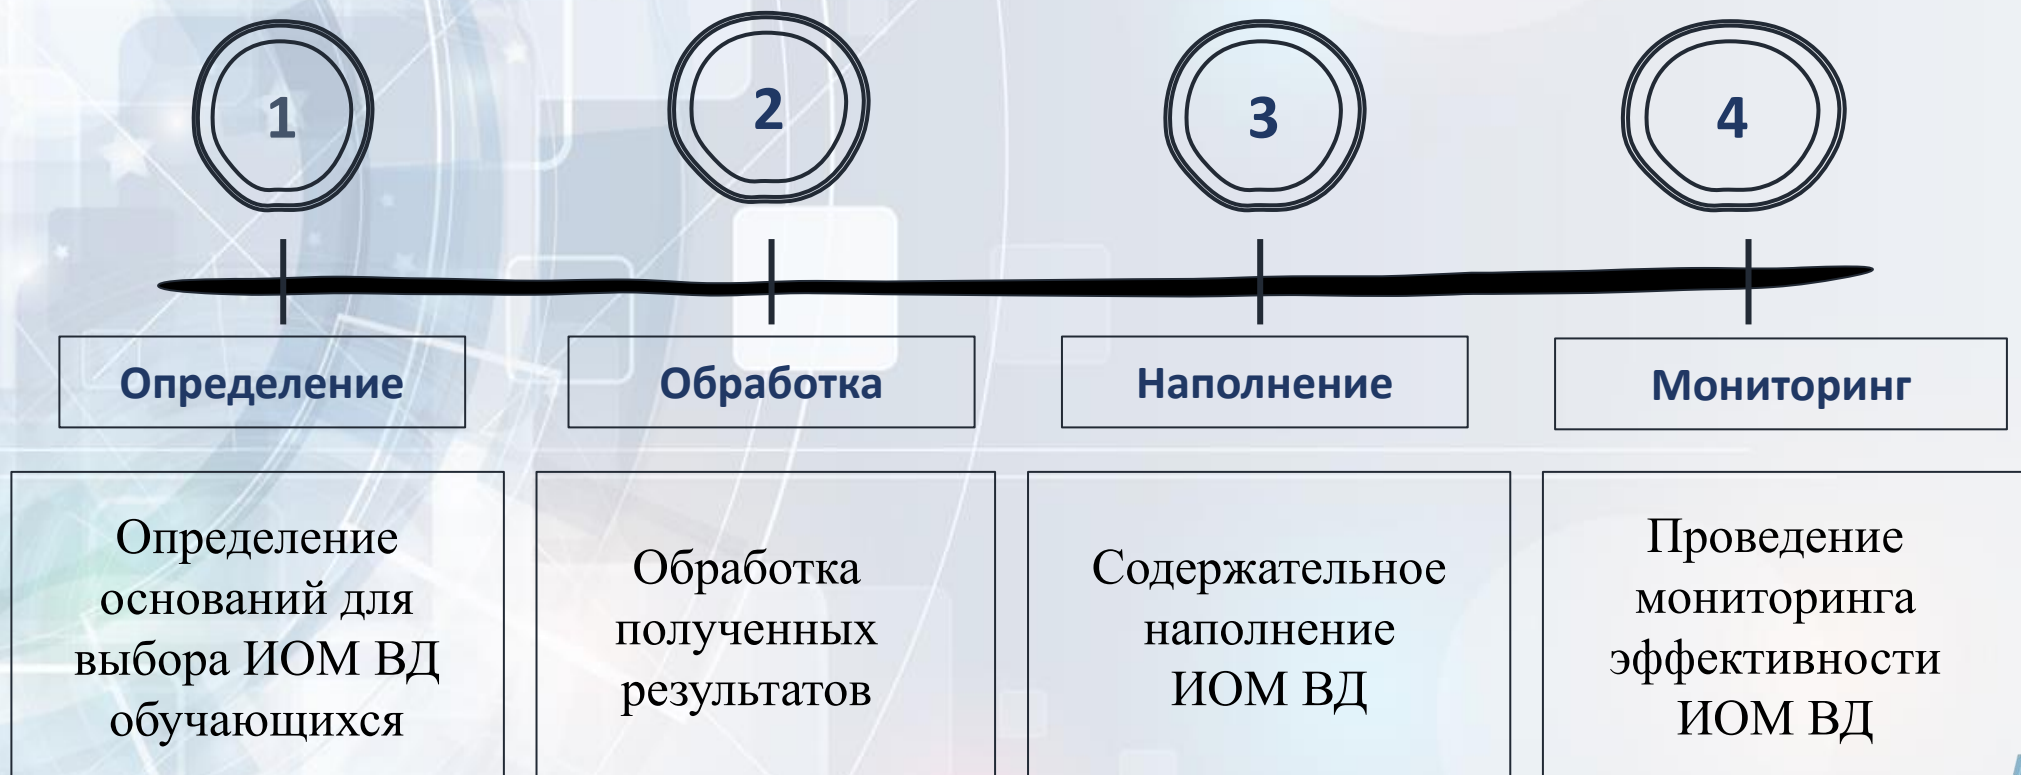 1
2
3
4
Определение
Обработка
Наполнение
Мониторинг
Определение
оснований для
выбора ИОМ ВД
обучающихся
Обработка
полученных
результатов
Содержательное
наполнение
ИОМ ВД
Проведение
мониторинга
эффективности
ИОМ ВД